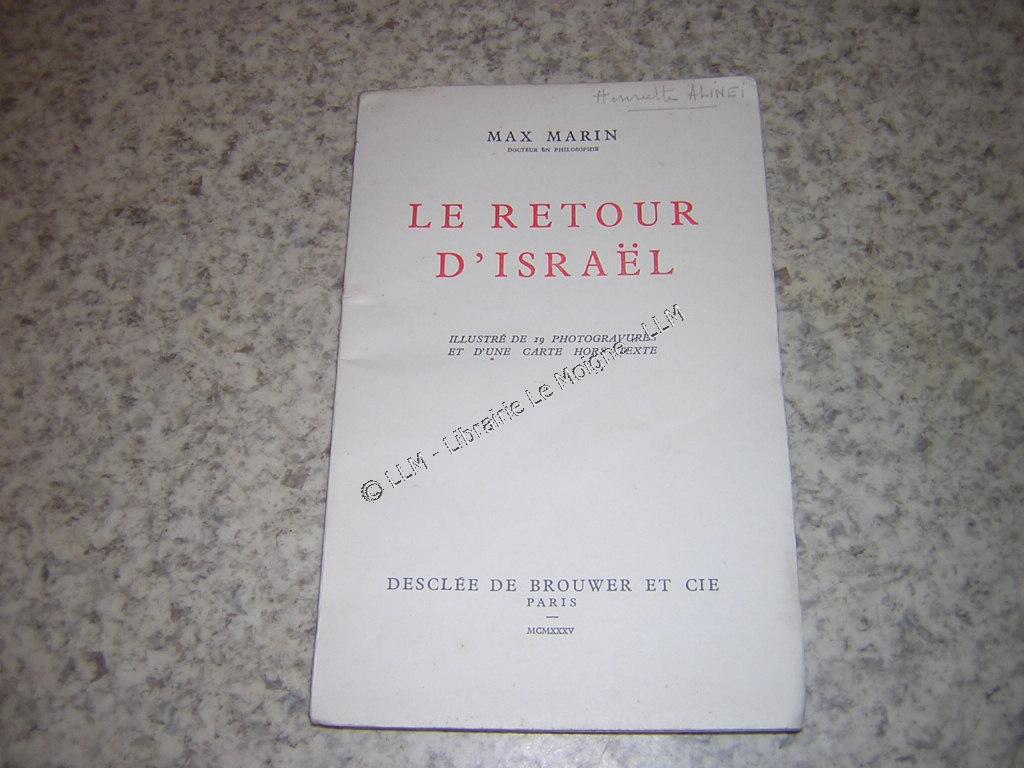 Henriette ALINEI
MAX MARIN
DOCTEUR EN PHILOSOPHIE
LE RETOUR
D'ISRAËL
ILLUSTRÉ DE 19 PHOTOGRAVURES
ET D'UNE CARTE HORS TEXTE
© LLM - Librairie Le Moigne - LLM
DESCLÉE DE BROUWER ET CIE
PARIS
MCMXXXV